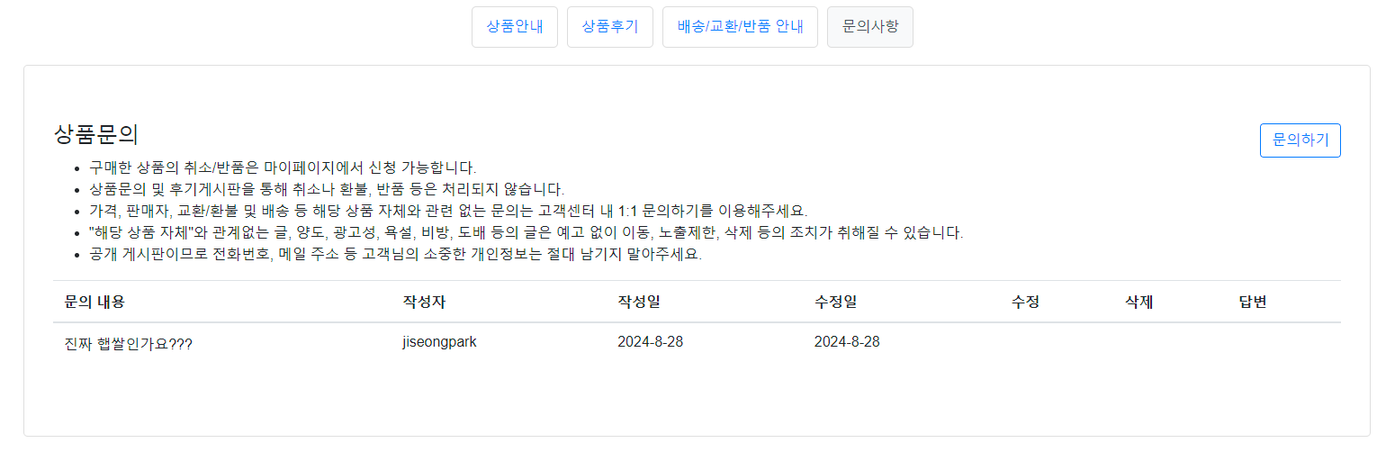 상품안내 상품후기 배송/교환/반품 안내 문의사항
상품문의 문의하기
구매한 상품의 취소/반품은 마이페이지에서 신청 가능합니다.
상품문의 및 후기게시판을 통해 취소나 환불, 반품 등은 처리되지 않습니다.
가격, 판매자, 교환/환불 및 배송 등 해당 상품 자체와 관련 없는 문의는 고객센터 내 1:1 문의하기를 이용해주세요.
"해당 상품 자체"와 관계없는 글, 양도, 광고성, 욕설, 비방, 도배 등의 글은 예고 없이 이동, 노출제한, 삭제 등의 조치가 취해질 수 있습니다.
공개 게시판이므로 전화번호, 메일 주소 등 고객님의 소중한 개인정보는 절대 남기지 말아주세요.
문의 내용 작성자 작성일 수정일 수정 삭제 답변
진짜 햅쌀인가요??? jiseongpark 2024-8-28 2024-8-28